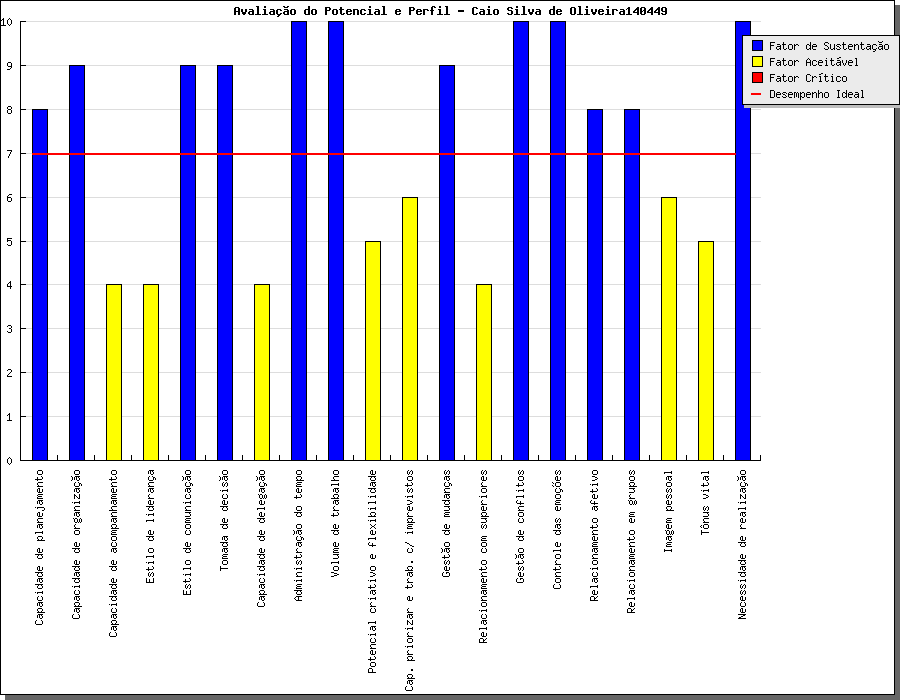 Avaliação do Potencial e Perfil - Caio Silva de Oliveira140449
Fator de Sustentação
Fator Aceitável
Fator Crítico
Desempenho Ideal
10
9
8
7
6
5
4
3
2
1
0
Capacidade de planejamento
Capacidade de organização
Capacidade de acompanhamento
Estilo de liderança
Estilo de comunicação
Tomada de decisão
Capacidade de delegação
Administração do tempo
Volume de trabalho
Potencial criativo e flexibilidade
Cap. priorizar e trab. c/ imprevistos
Gestão de mudanças
Relacionamento com superiores
Gestão de conflitos
Controle das emoções
Relacionamento afetivo
Relacionamento em grupos
Imagem pessoal
Tônus vital
Necessidade de realização